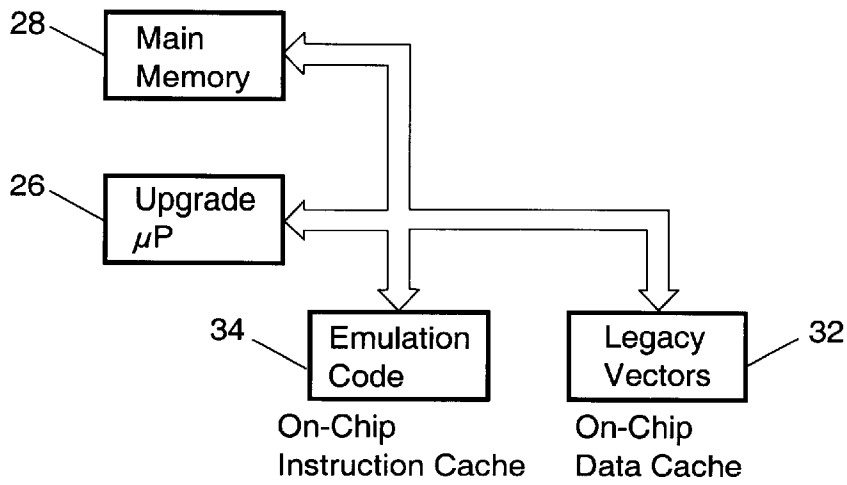 28
Main
Memory
26
Upgrade
μP
34
Emulation
Code
Legacy
Vectors
32
On-Chip
Instruction Cache
On-Chip
Data Cache